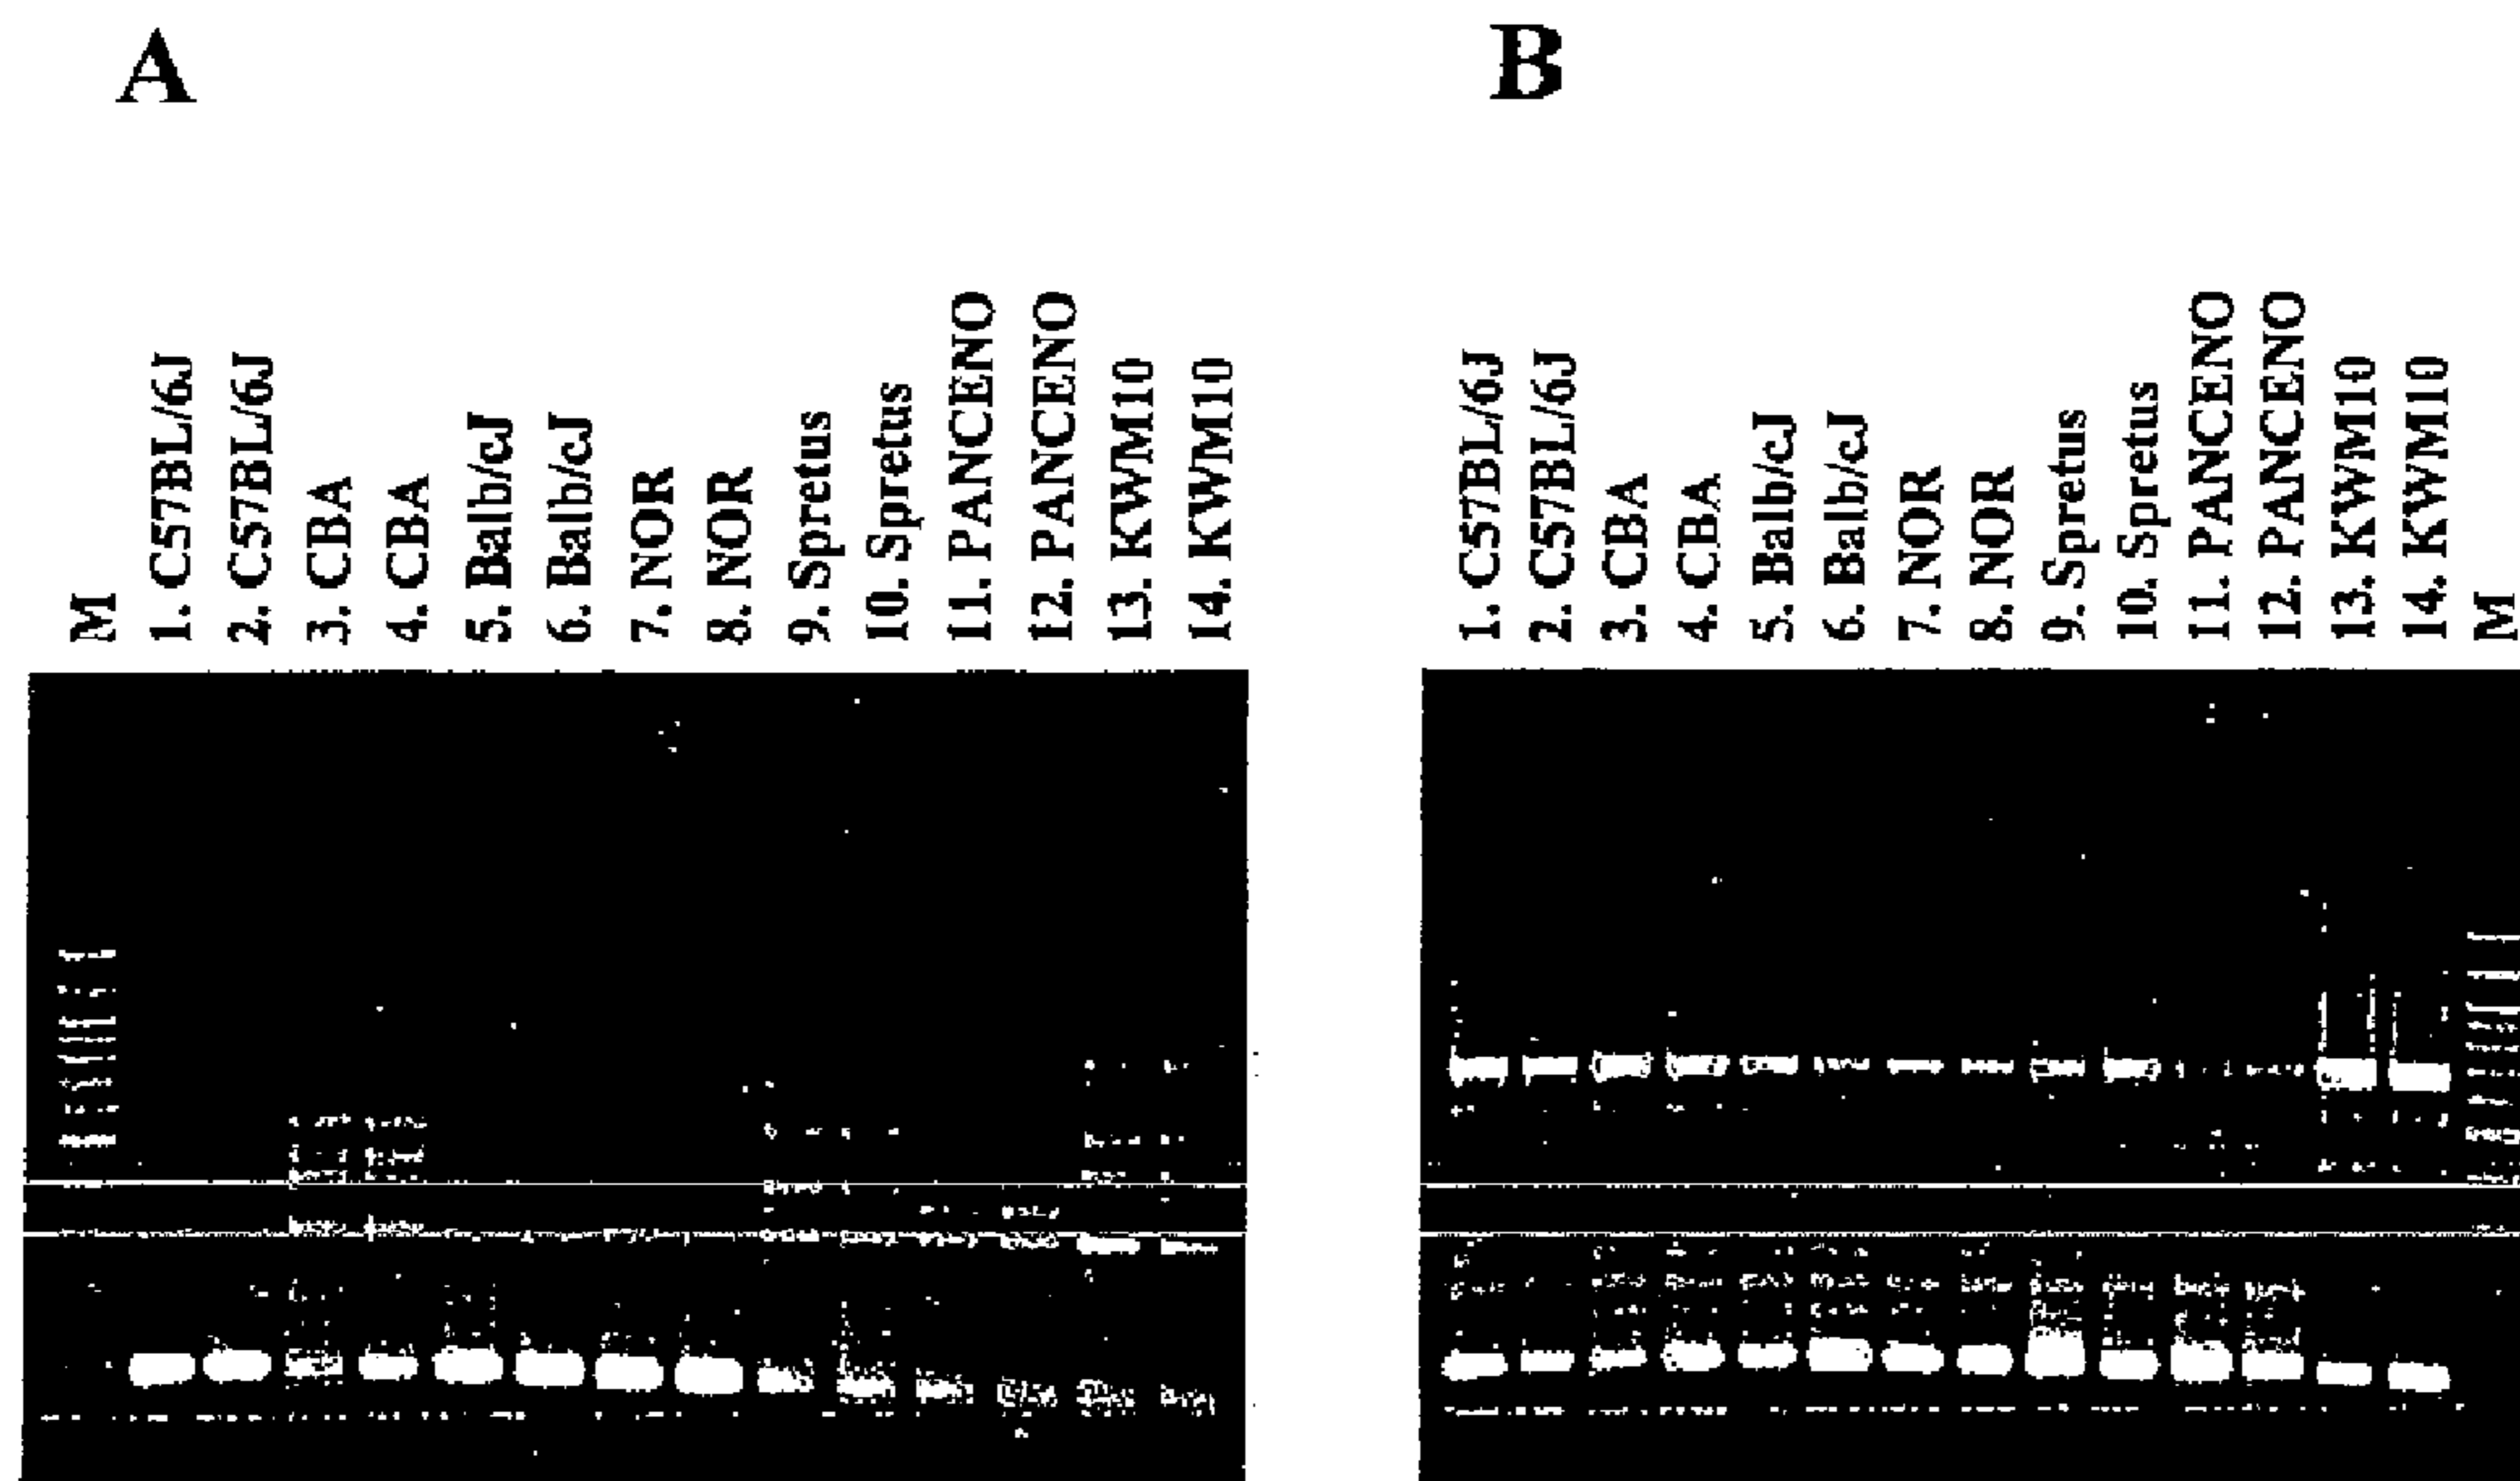 A
B
M
1. C57BL/6J
2. C57BL/6J
3. CBA
4. CBA
5. Balb/cJ
6. Balb/cJ
7. NOR
8. NOR
9. Spretus
10. Spretus
11. PANCENO
12. PANCENO
13. KWM10
14. KWM10
1. C57BL/6J
2. C57BL/6J
3. CBA
4. CBA
5. Balb/cJ
6. Balb/cJ
7. NOR
8. NOR
9. Spretus
10. Spretus
11. PANCENO
12. PANCENO
13. KWM10
14. KWM10
M